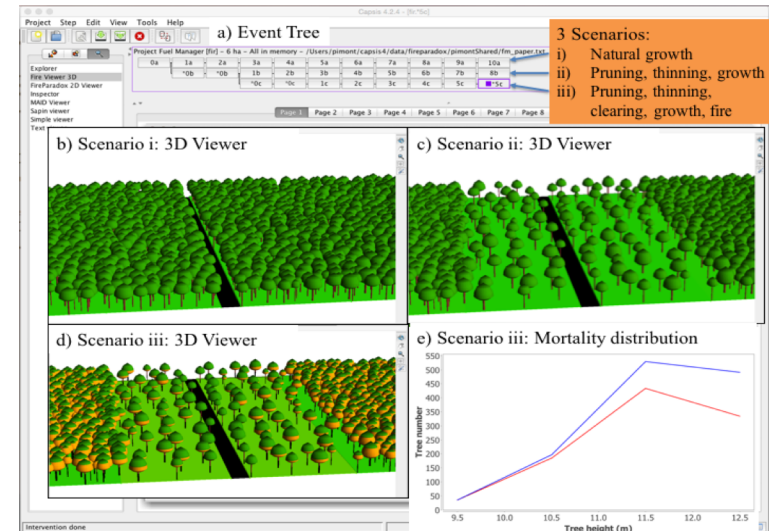 Capsis 4.2.4 - [fir.*5c]
Project Step Edit View Tools Help
a) Event Tree
3 Scenarios:
i) Natural growth
ii) Pruning, thinning, growth
iii) Pruning, thinning,
clearing, growth, fire
Project Fuel Manager [fir] - 6 ha - All in memory - /Users/pimont/capsis4/data/fireparadox/pimontShared/fm_paper.txt
0a 1a 2a 3a 4a 5a 6a 7a 8a 9a 10a
*0b *0b 1b 2b 3b 4b 5b 6b 7b 8b
*0c *0c 1c 2c 3c 4c 5c *5c
Explorer
Fire Viewer 3D
FireParadox 2D Viewer
Inspector
MAID Viewer
Sapin viewer
Simple viewer
Text
Page 1 Page 2 Page 3 Page 4 Page 5 Page 6 Page 7 Page 8
b) Scenario i: 3D Viewer
c) Scenario ii: 3D Viewer
d) Scenario iii: 3D Viewer
e) Scenario iii: Mortality distribution
Tree number
550
500
450
400
350
300
250
200
150
100
50
0
9.5 10.0 10.5 11.0 11.5 12.0 12.5
Tree height (m)
Intervention done